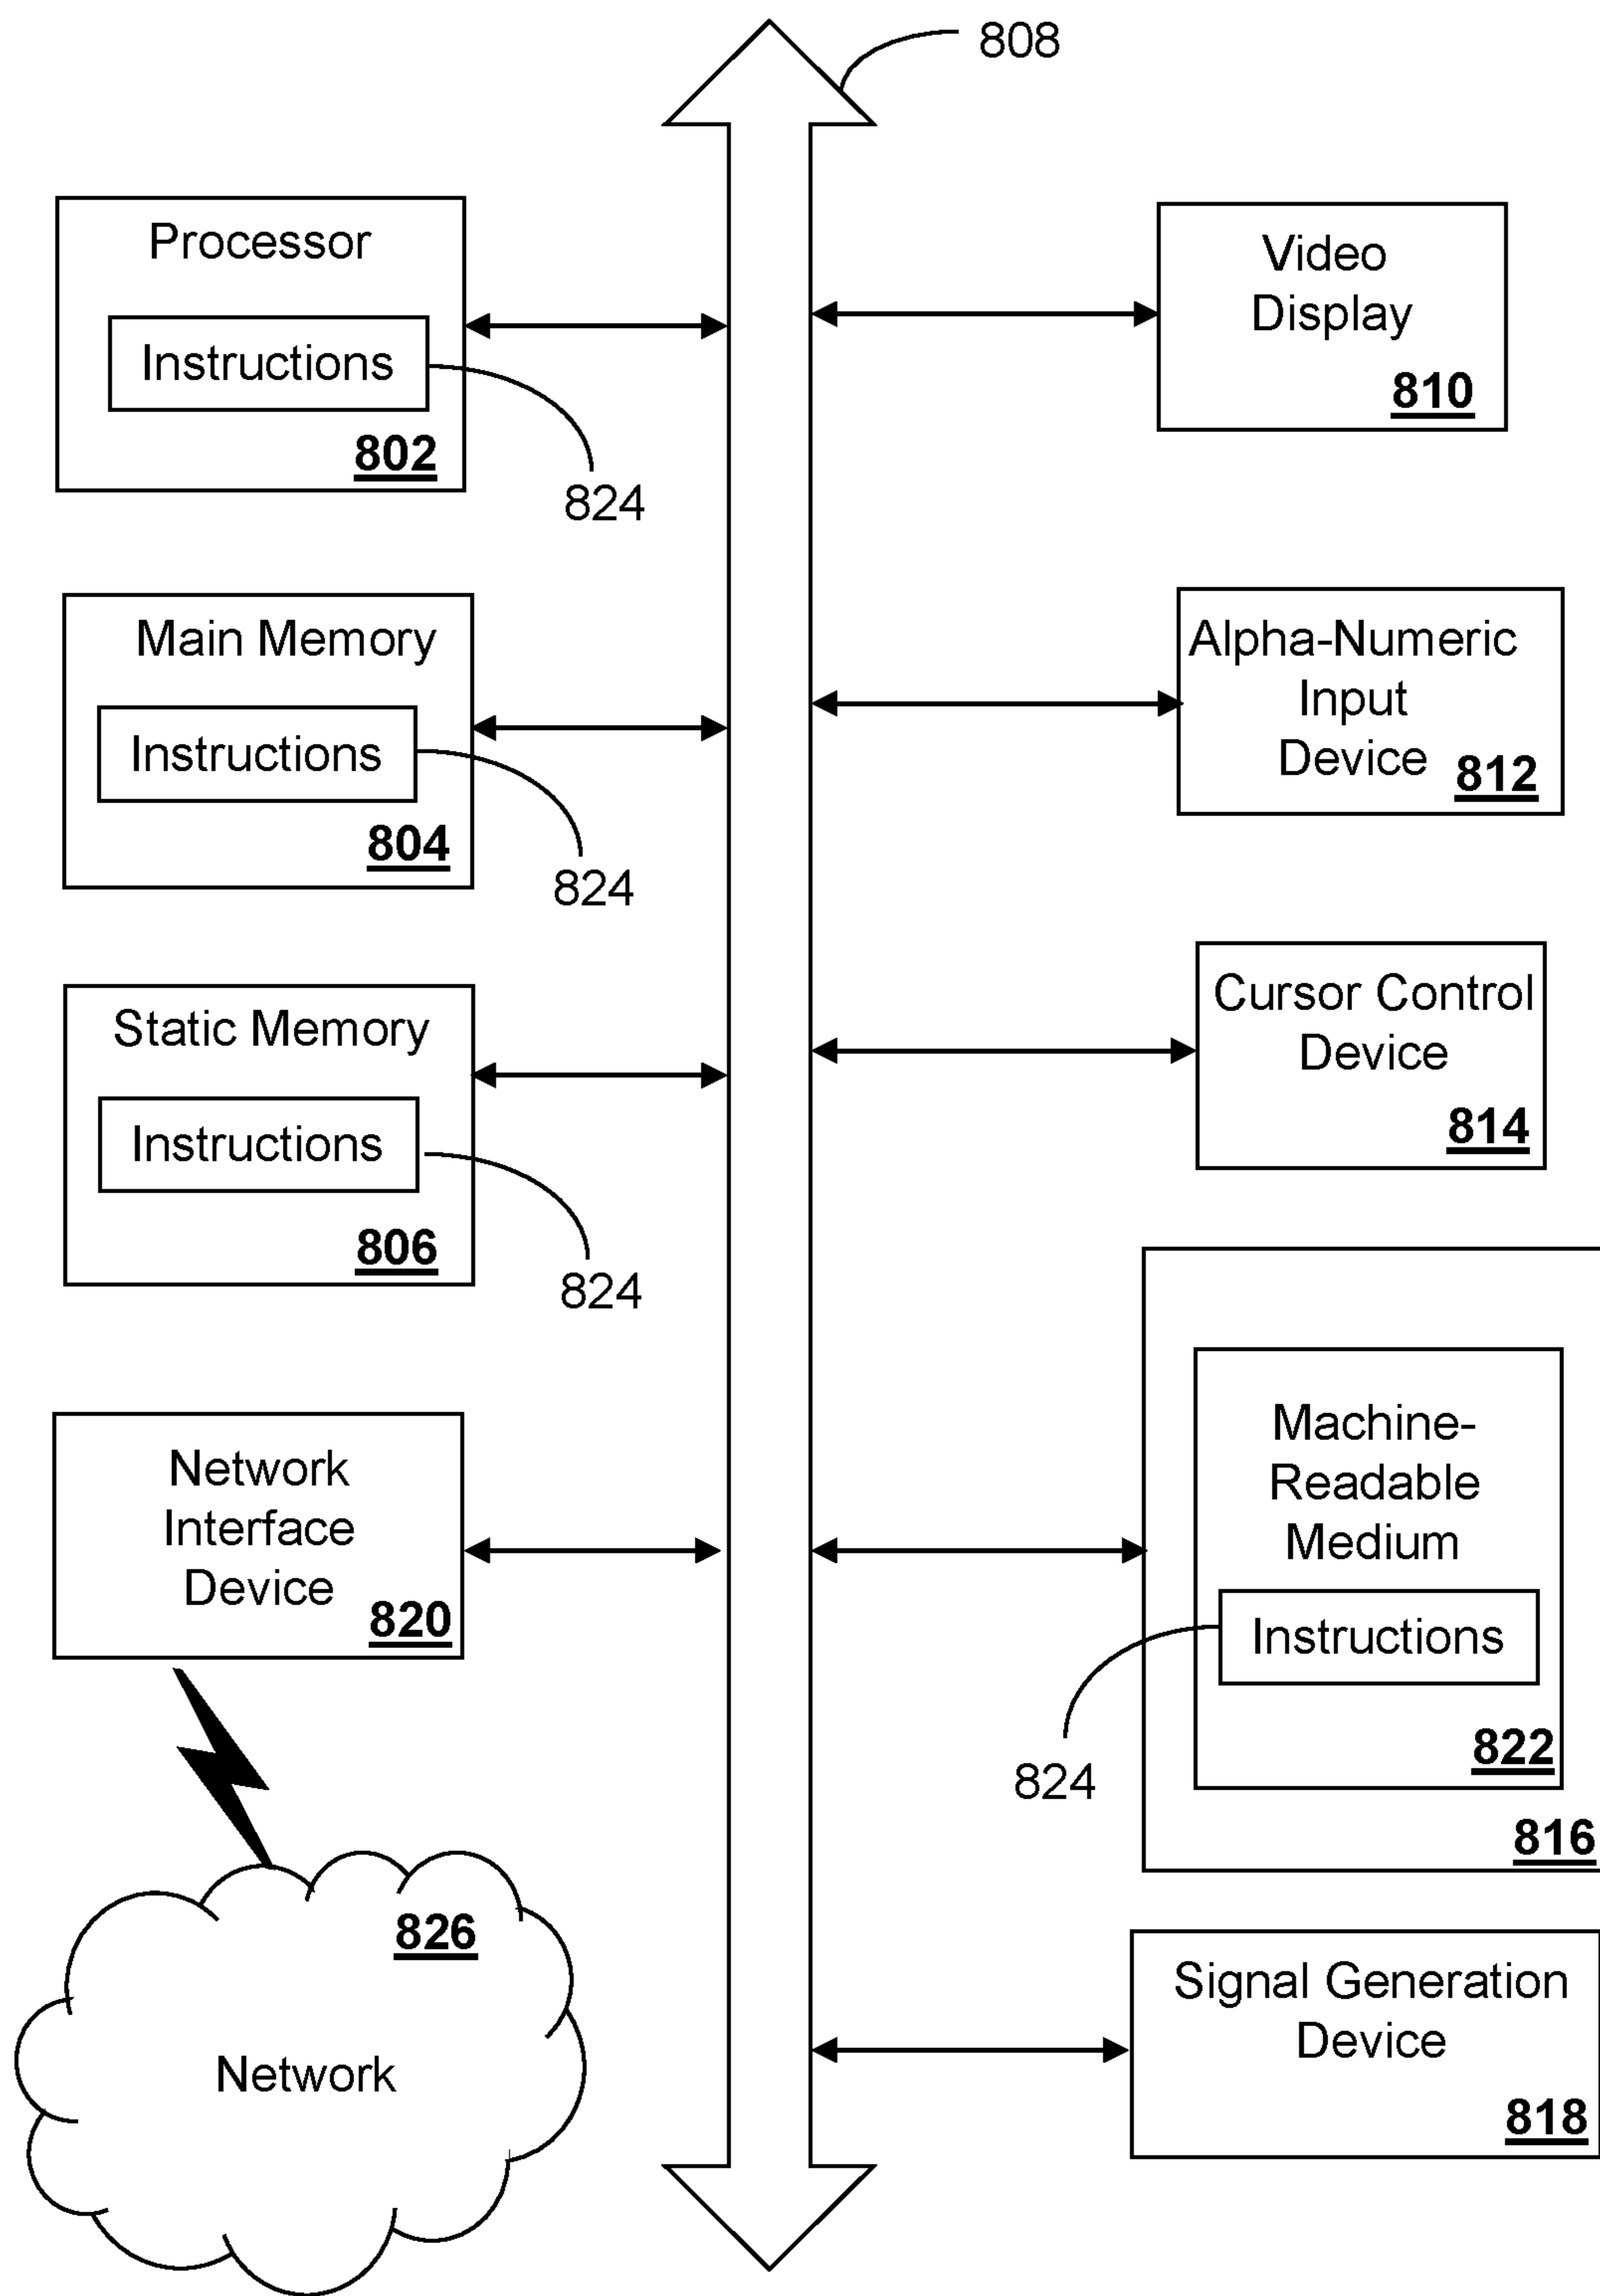 808
Processor
Instructions
802
824
Main Memory
Instructions
804
824
Static Memory
Instructions
806
824
Network
Interface
Device
820
826
Network
Video
Display
810
Alpha-Numeric
Input
Device
812
Cursor Control
Device
814
Machine-
Readable
Medium
Instructions
822
824
816
Signal Generation
Device
818